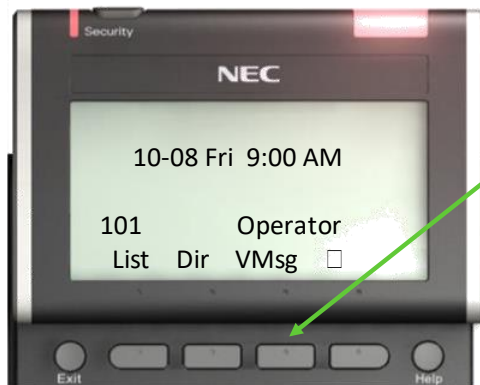 Security
NEC
10-08 Fri 9:00 AM
101 Operator
List Dir VMsg □
Exit Help